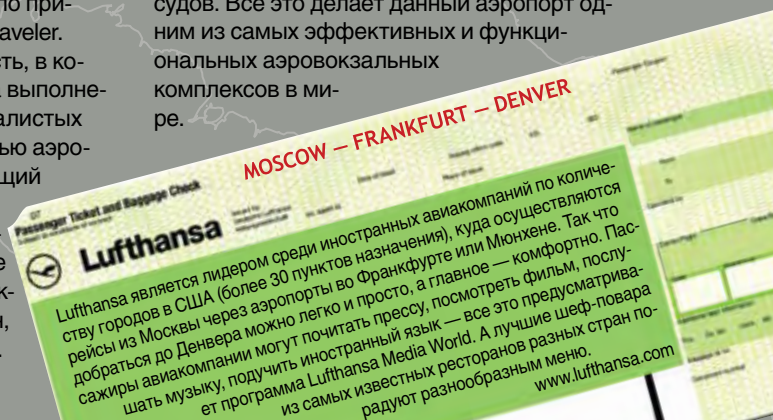 ло при-
aveler.
ть, в ко-
выполне-
алистых
ью аэро-
щий
судов. Все это делает данный аэропорт од-
ним из самых эффективных и функци-
ональных аэровокзальных
комплексов в ми-
ре.
MOSCOW – FRANKFURT – DENVER
Passenger Ticket and Baggage Check
Lufthansa
Lufthansa является лидером среди иностранных авиакомпаний по количе-
ству городов в США (более 30 пунктов назначения), куда осуществляются
рейсы из Москвы через аэропорты во Франкфурте или Мюнхене. Так что
добраться до Денвера можно легко и просто, а главное — комфортно. Пас-
сажиры авиакомпании могут почитать прессу, посмотреть фильм, послу-
шать музыку, подучить иностранный язык — все это предусматрива-
ет программа Lufthansa Media World. А лучшие шеф-повара
из самых известных ресторанов разных стран по-
радуют разнообразным меню.
www.lufthansa.com